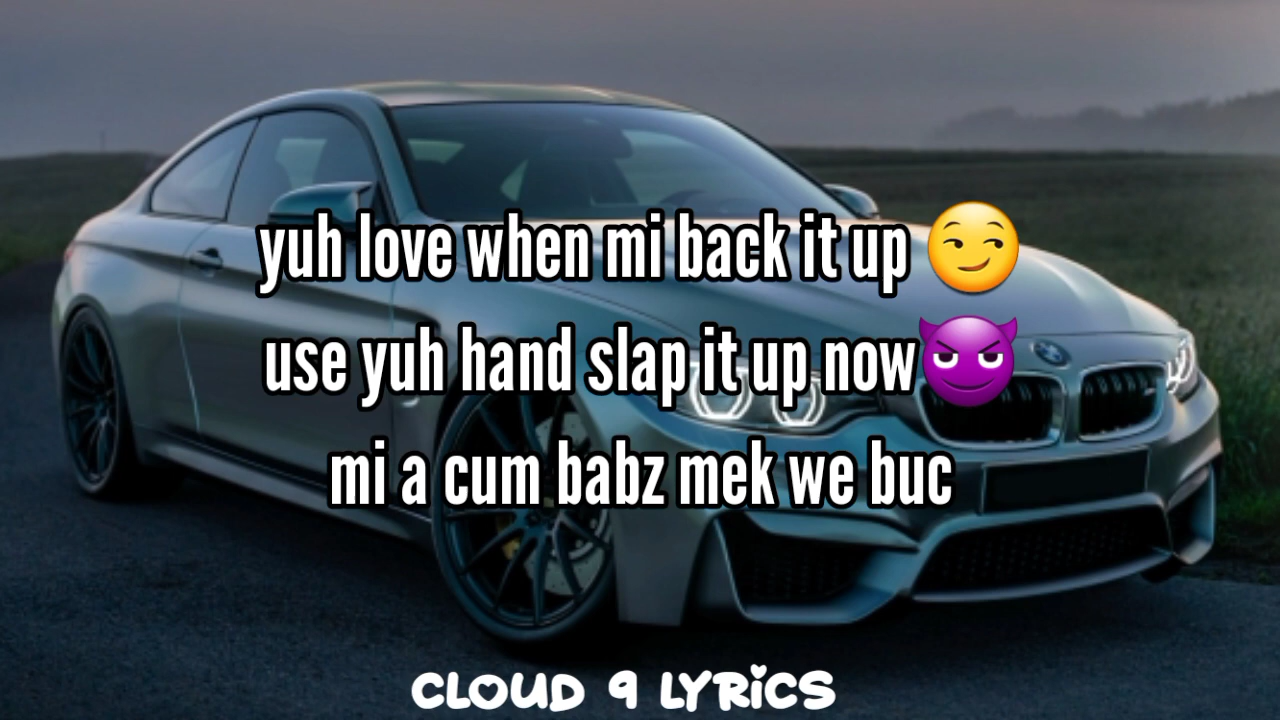 yuh love when mi back it up 😏
use yuh hand slap it up now😈
mi a cum babz mek we buc
CLOUD 9 LYRICS